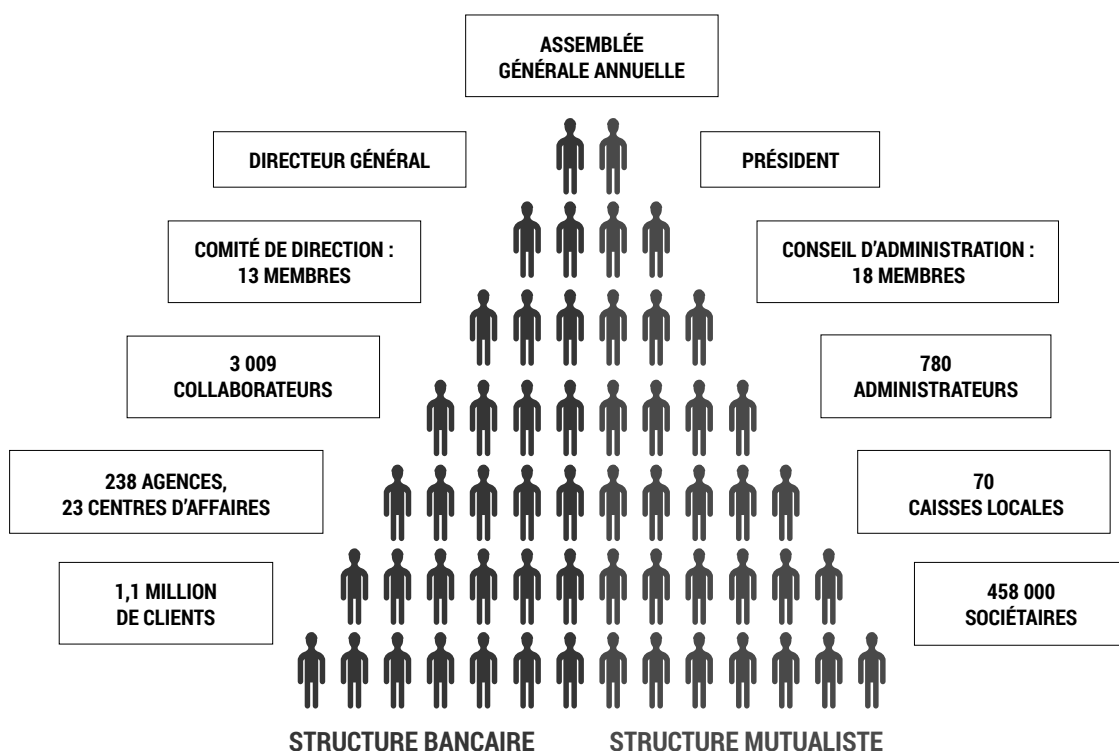 ASSEMBLÉE
GÉNÉRALE ANNUELLE
DIRECTEUR GÉNÉRAL
PRÉSIDENT
COMITÉ DE DIRECTION :
13 MEMBRES
CONSEIL D'ADMINISTRATION :
18 MEMBRES
3 009
COLLABORATEURS
780
ADMINISTRATEURS
238 AGENCES,
23 CENTRES D'AFFAIRES
70
CAISSES LOCALES
1,1 MILLION
DE CLIENTS
458 000
SOCIÉTAIRES
STRUCTURE BANCAIRE
STRUCTURE MUTUALISTE